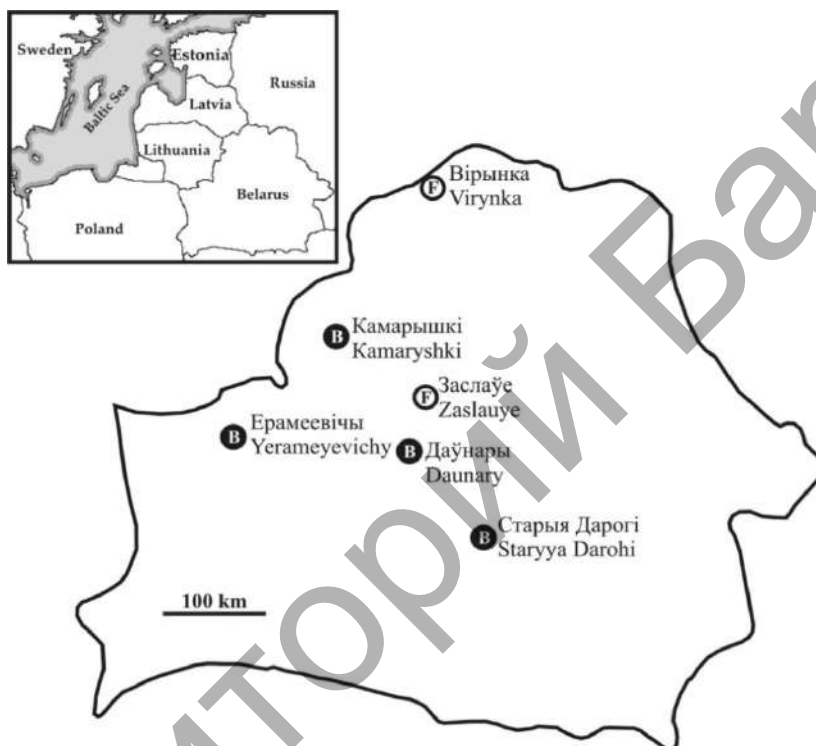 Sweden
Estonia
Russia
Baltic Sea
Latvia
Lithuania
Belarus
Poland
F
Вірынка
Virynka
B
Камарышкі
Kamaryshki
F
Заслаўе
Zaslauye
B
Ерамеевічы
Yerameyevichy
B
Даўнары
Daunary
B
Старыя Дарогі
Staryya Darohi
100 km